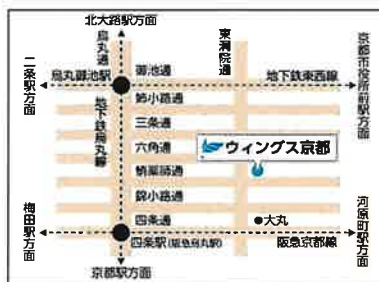 北大路駅方面
烏丸通
東洞院通
二条駅方面
烏丸御池駅
御池通
地下鉄東西線
京都市役所前駅方面
姉小路通
地下鉄烏丸線
三条通
六角通
ウィングス京都
蛸薬師通
錦小路通
梅田駅方面
四条通
大丸
河原町駅方面
四条駅(阪急烏丸駅)
阪急京都線
京都駅方面